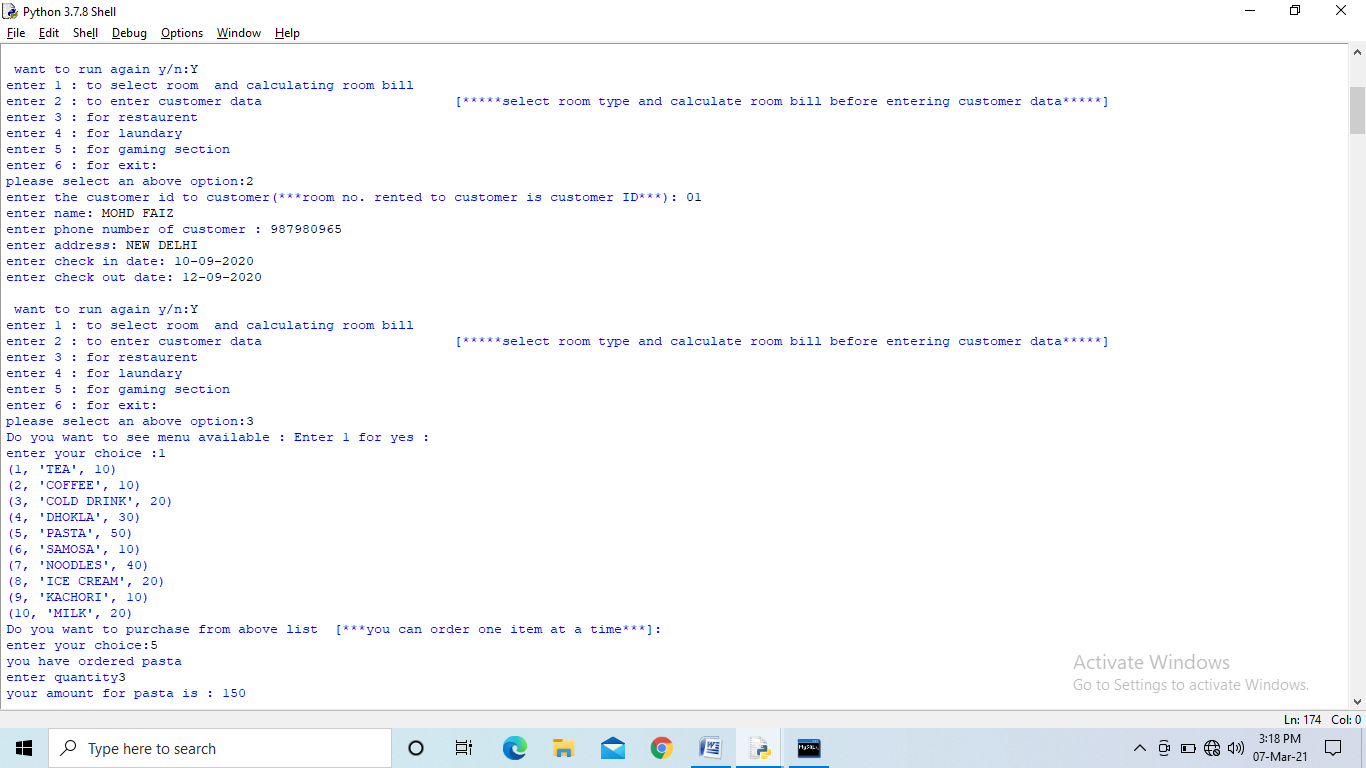 Python 3.7.8 Shell
File Edit Shell Debug Options Window Help
want to run again y/n:Y
enter 1 : to select room  and calculating room bill
enter 2 : to enter customer data                        [*****select room type and calculate room bill before entering customer data*****]
enter 3 : for restaurent
enter 4 : for laundary
enter 5 : for gaming section
enter 6 : for exit:
please select an above option:2
enter the customer id to customer(***room no. rented to customer is customer ID***): 01
enter name: MOHD FAIZ
enter phone number of customer : 987980965
enter address: NEW DELHI
enter check in date: 10-09-2020
enter check out date: 12-09-2020
want to run again y/n:Y
enter 1 : to select room  and calculating room bill
enter 2 : to enter customer data                        [*****select room type and calculate room bill before entering customer data*****]
enter 3 : for restaurent
enter 4 : for laundary
enter 5 : for gaming section
enter 6 : for exit:
please select an above option:3
Do you want to see menu available : Enter 1 for yes :
enter your choice :1
(1, 'TEA', 10)
(2, 'COFFEE', 10)
(3, 'COLD DRINK', 20)
(4, 'DHOKLA', 30)
(5, 'PASTA', 50)
(6, 'SAMOSA', 10)
(7, 'NOODLES', 40)
(8, 'ICE CREAM', 20)
(9, 'KACHORI', 10)
(10, 'MILK', 20)
Do you want to purchase from above list  [***you can order one item at a time***]:
enter your choice:5
you have ordered pasta
enter quantity3
your amount for pasta is : 150
Activate Windows
Go to Settings to activate Windows.
Ln: 174 Col: 0
Type here to search
W
MySQL
3:18 PM
07-Mar-21